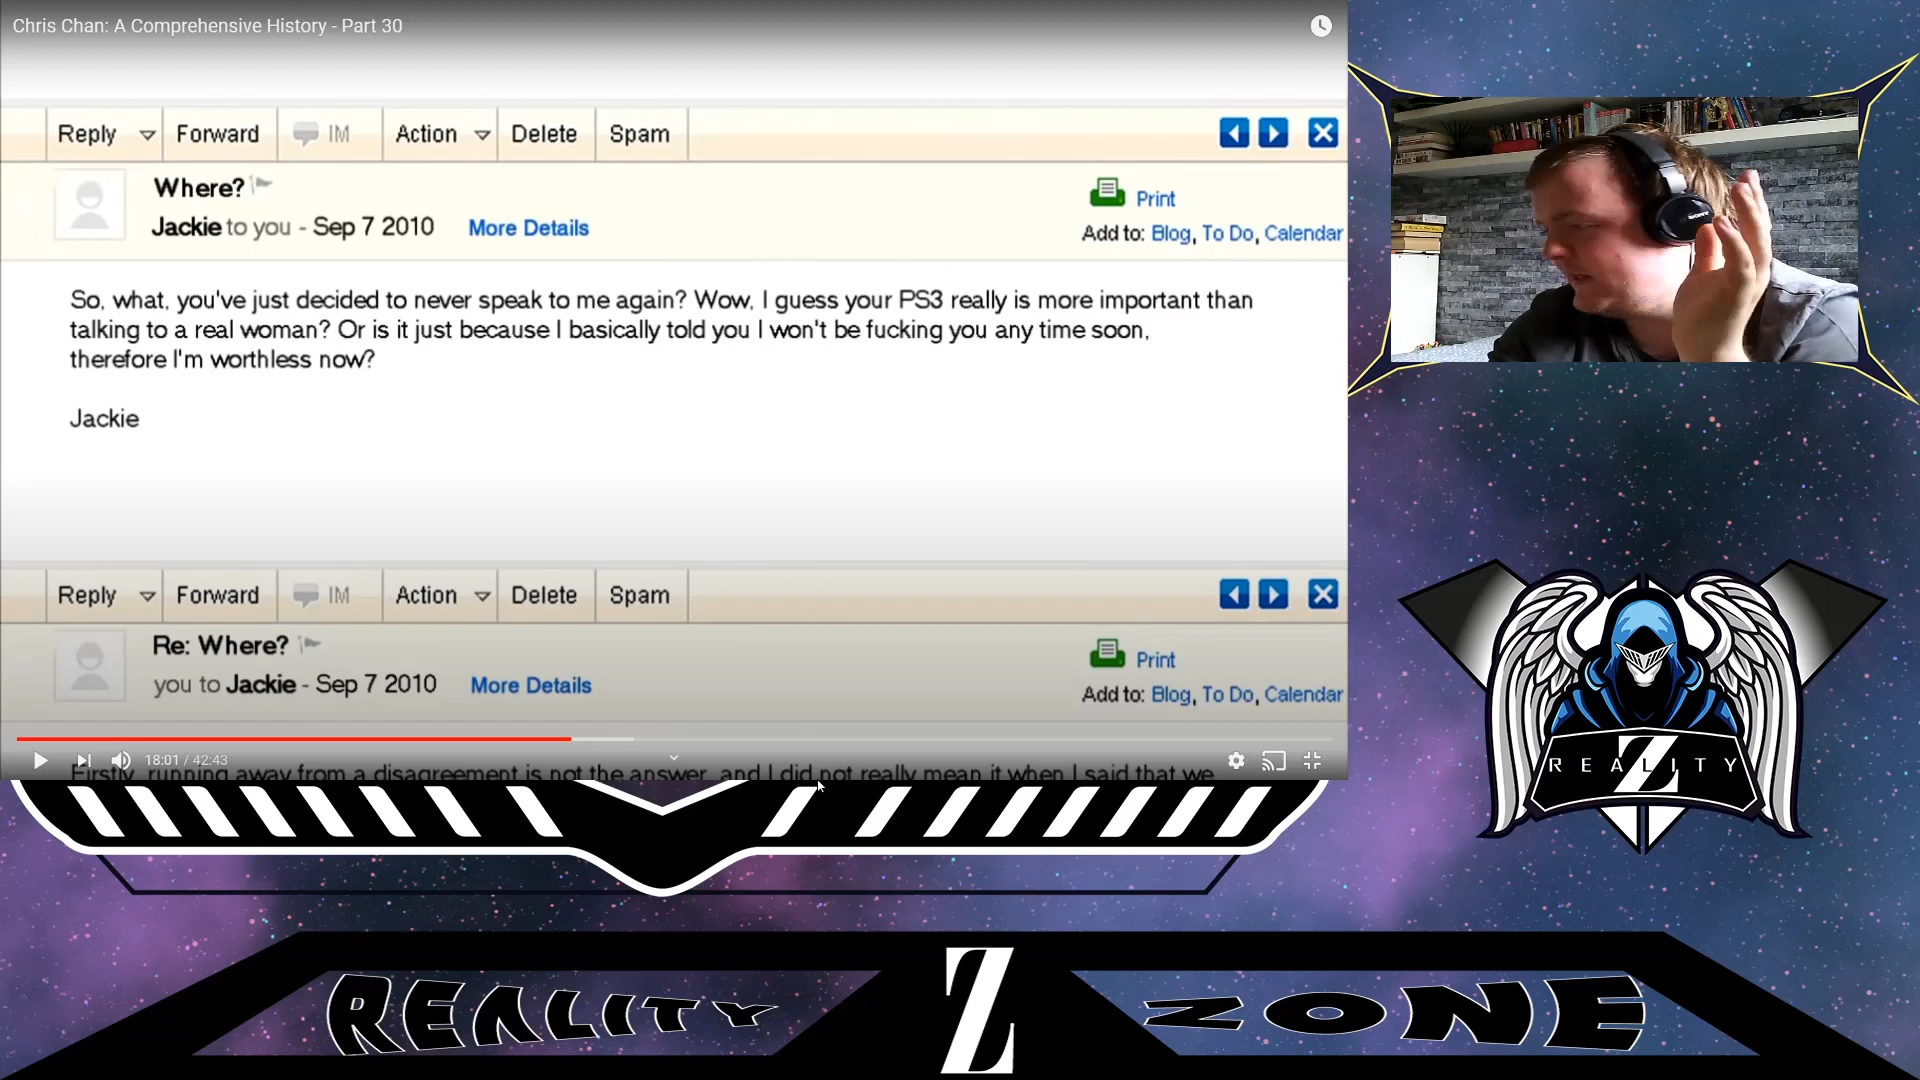 Chris Chan: A Comprehensive History - Part 30
Reply Forward IM Action Delete Spam
Where?
Jackie to you - Sep 7 2010 More Details
Print
Add to: Blog, To Do, Calendar
So, what, you've just decided to never speak to me again? Wow, I guess your PS3 really is more important than
talking to a real woman? Or is it just because I basically told you I won't be fucking you any time soon,
therefore I'm worthless now?
Jackie
Reply Forward IM Action Delete Spam
Re: Where?
you to Jackie - Sep 7 2010 More Details
Print
Add to: Blog, To Do, Calendar
18:01 / 42:43
Firstly, running away from a disagreement is not the answer, and I did not really mean it when I said that we
SONY
REALITY
Z
REALITY Z ZONE